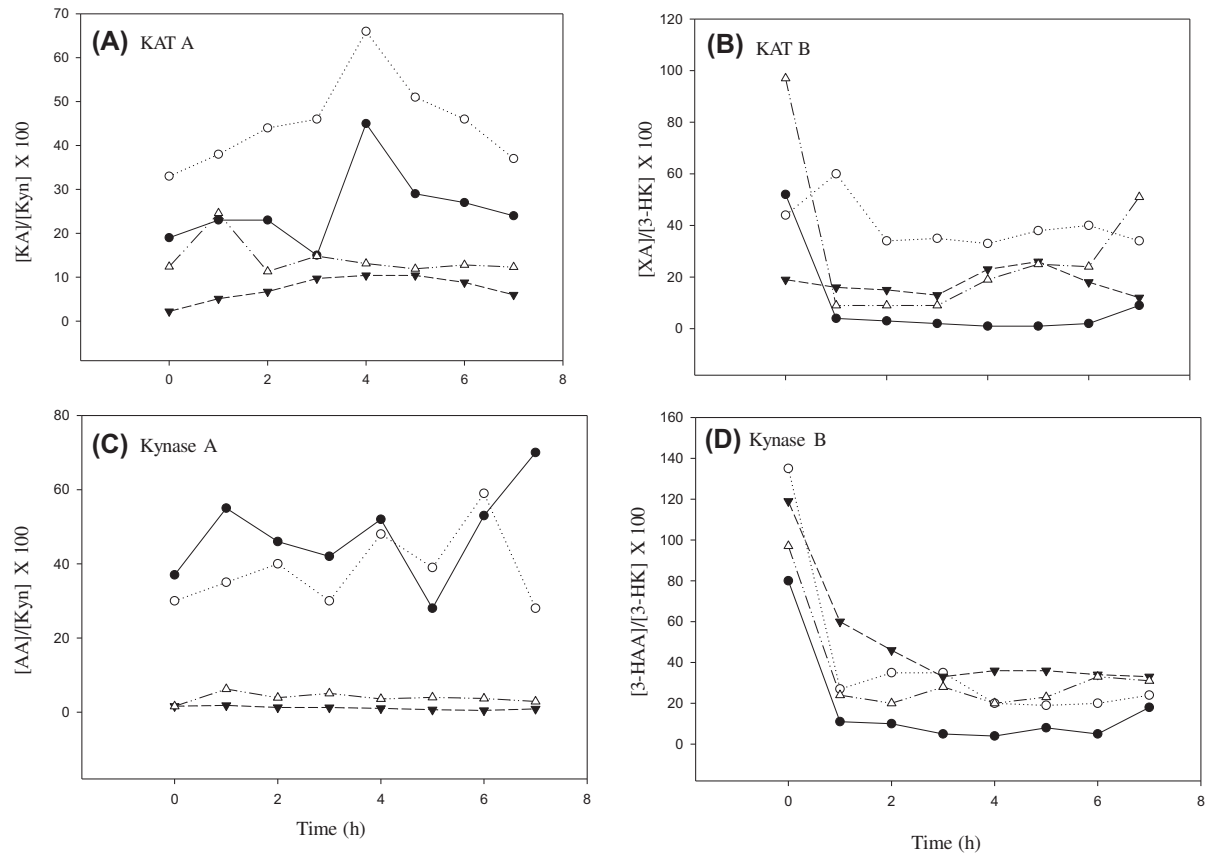 (A) KAT A
[KA]/[Kyn] X 100
70
60
50
40
30
20
10
0
0 2 4 6 8
(B) KAT B
[XA]/[3-HK] X 100
120
100
80
60
40
20
0
(C) Kynase A
[AA]/[Kyn] X 100
80
60
40
20
0
0 2 4 6 8
Time (h)
(D) Kynase B
[3-HAA]/[3-HK] X 100
160
140
120
100
80
60
40
20
0
0 2 4 6 8
Time (h)